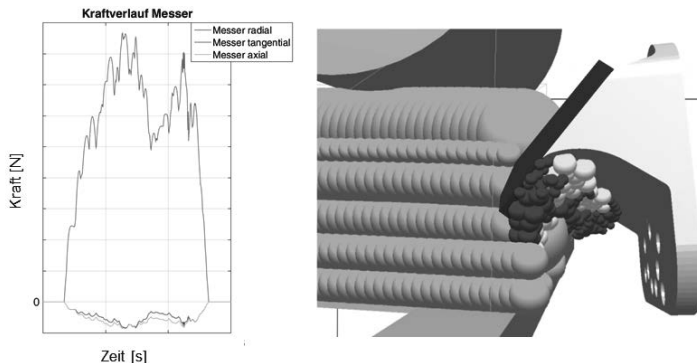 Kraftverlauf Messer
Messer radial
Messer tangential
Messer axial
Kraft [N]
0
Zeit [s]